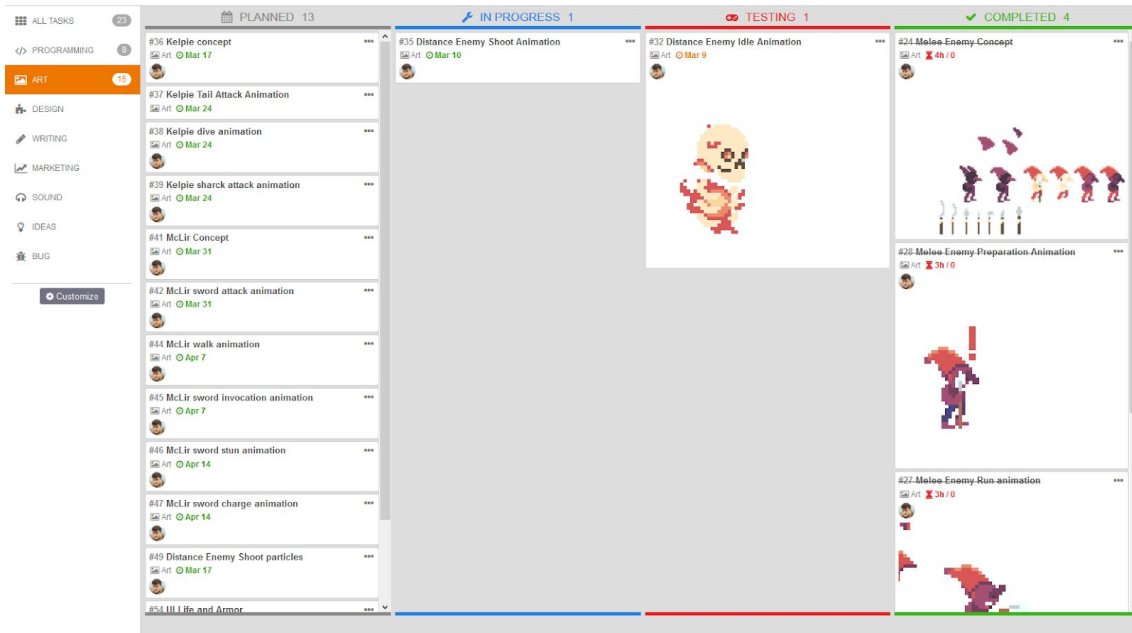 ALL TASKS 23
PROGRAMMING 8
ART 15
DESIGN
WRITING
MARKETING
SOUND
IDEAS
BUG
Customize
PLANNED 13
#36 Kelpie concept
Art Mar 17
#37 Kelpie Tail Attack Animation
Art Mar 24
#38 Kelpie dive animation
Art Mar 24
#39 Kelpie sharck attack animation
Art Mar 24
#41 McLir Concept
Art Mar 31
#42 McLir sword attack animation
Art Mar 31
#44 McLir walk animation
Art Apr 7
#45 McLir sword invocation animation
Art Apr 7
#46 McLir sword stun animation
Art Apr 14
#47 McLir sword charge animation
Art Apr 14
#49 Distance Enemy Shoot particles
Art Mar 17
#54 UI Life and Armor
IN PROGRESS 1
#35 Distance Enemy Shoot Animation
Art Mar 10
TESTING 1
#32 Distance Enemy Idle Animation
Art Mar 9
COMPLETED 4
#24 Melee Enemy Concept
Art 4h / 0
#28 Melee Enemy Preparation Animation
Art 3h / 0
#27 Melee Enemy Run animation
Art 3h / 0